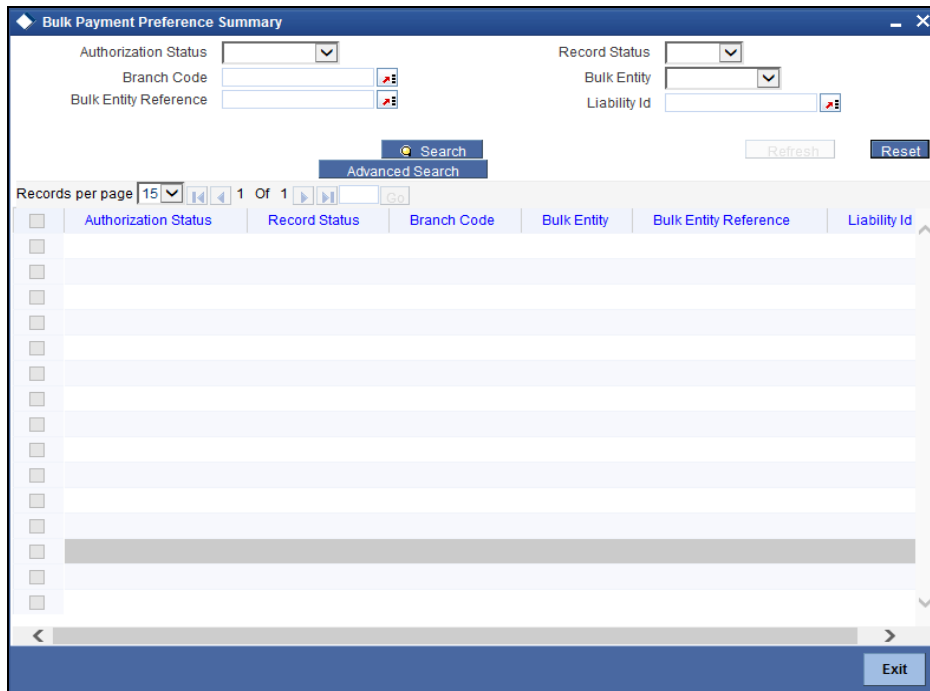 Bulk Payment Preference Summary
Authorization Status Record Status
Branch Code Bulk Entity
Bulk Entity Reference Liability Id
Search Refresh Reset
Advanced Search
Records per page 15 1 Of 1 Go
Authorization Status Record Status Branch Code Bulk Entity Bulk Entity Reference Liability Id
Exit